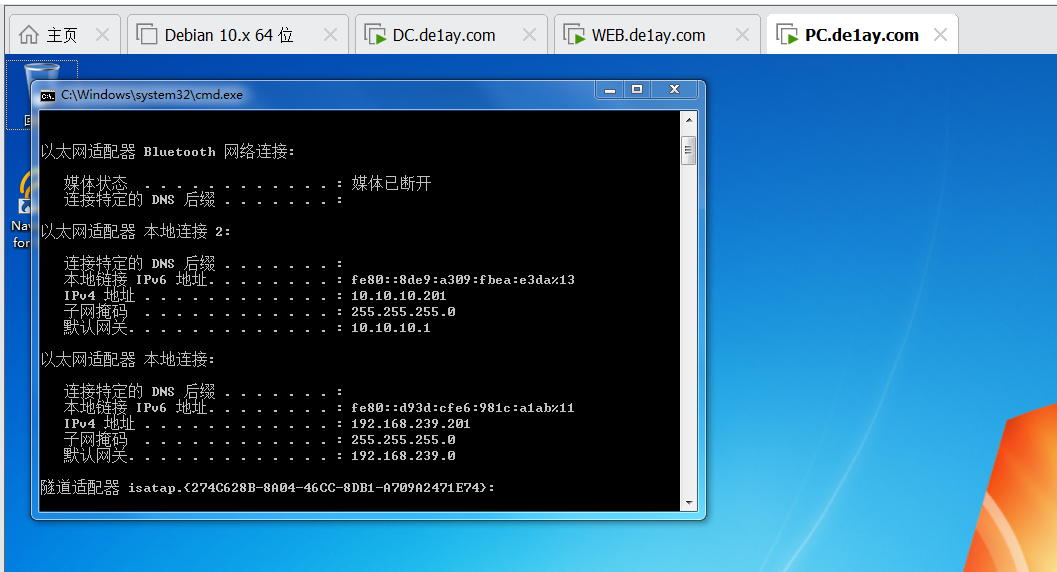 主页
Debian 10.x 64 位
DC.de1ay.com
WEB.de1ay.com
PC.de1ay.com
C:\Windows\system32\cmd.exe
以太网适配器 Bluetooth 网络连接:
媒体状态 . . . . . . . . . . . . : 媒体已断开
连接特定的 DNS 后缀 . . . . . . . :
以太网适配器 本地连接 2:
连接特定的 DNS 后缀 . . . . . . . :
本地链接 IPv6 地址. . . . . . . . : fe80::8de9:a309:fbea:e3da%13
IPv4 地址 . . . . . . . . . . . . : 10.10.10.201
子网掩码 . . . . . . . . . . . . : 255.255.255.0
默认网关. . . . . . . . . . . . . : 10.10.10.1
以太网适配器 本地连接:
连接特定的 DNS 后缀 . . . . . . . :
本地链接 IPv6 地址. . . . . . . . : fe80::d93d:cfe6:981c:a1ab%11
IPv4 地址 . . . . . . . . . . . . : 192.168.239.201
子网掩码 . . . . . . . . . . . . : 255.255.255.0
默认网关. . . . . . . . . . . . . : 192.168.239.0
隧道适配器 isatap.{274C628B-8A04-46CC-8DB1-A709A2471E74}:
Na
for